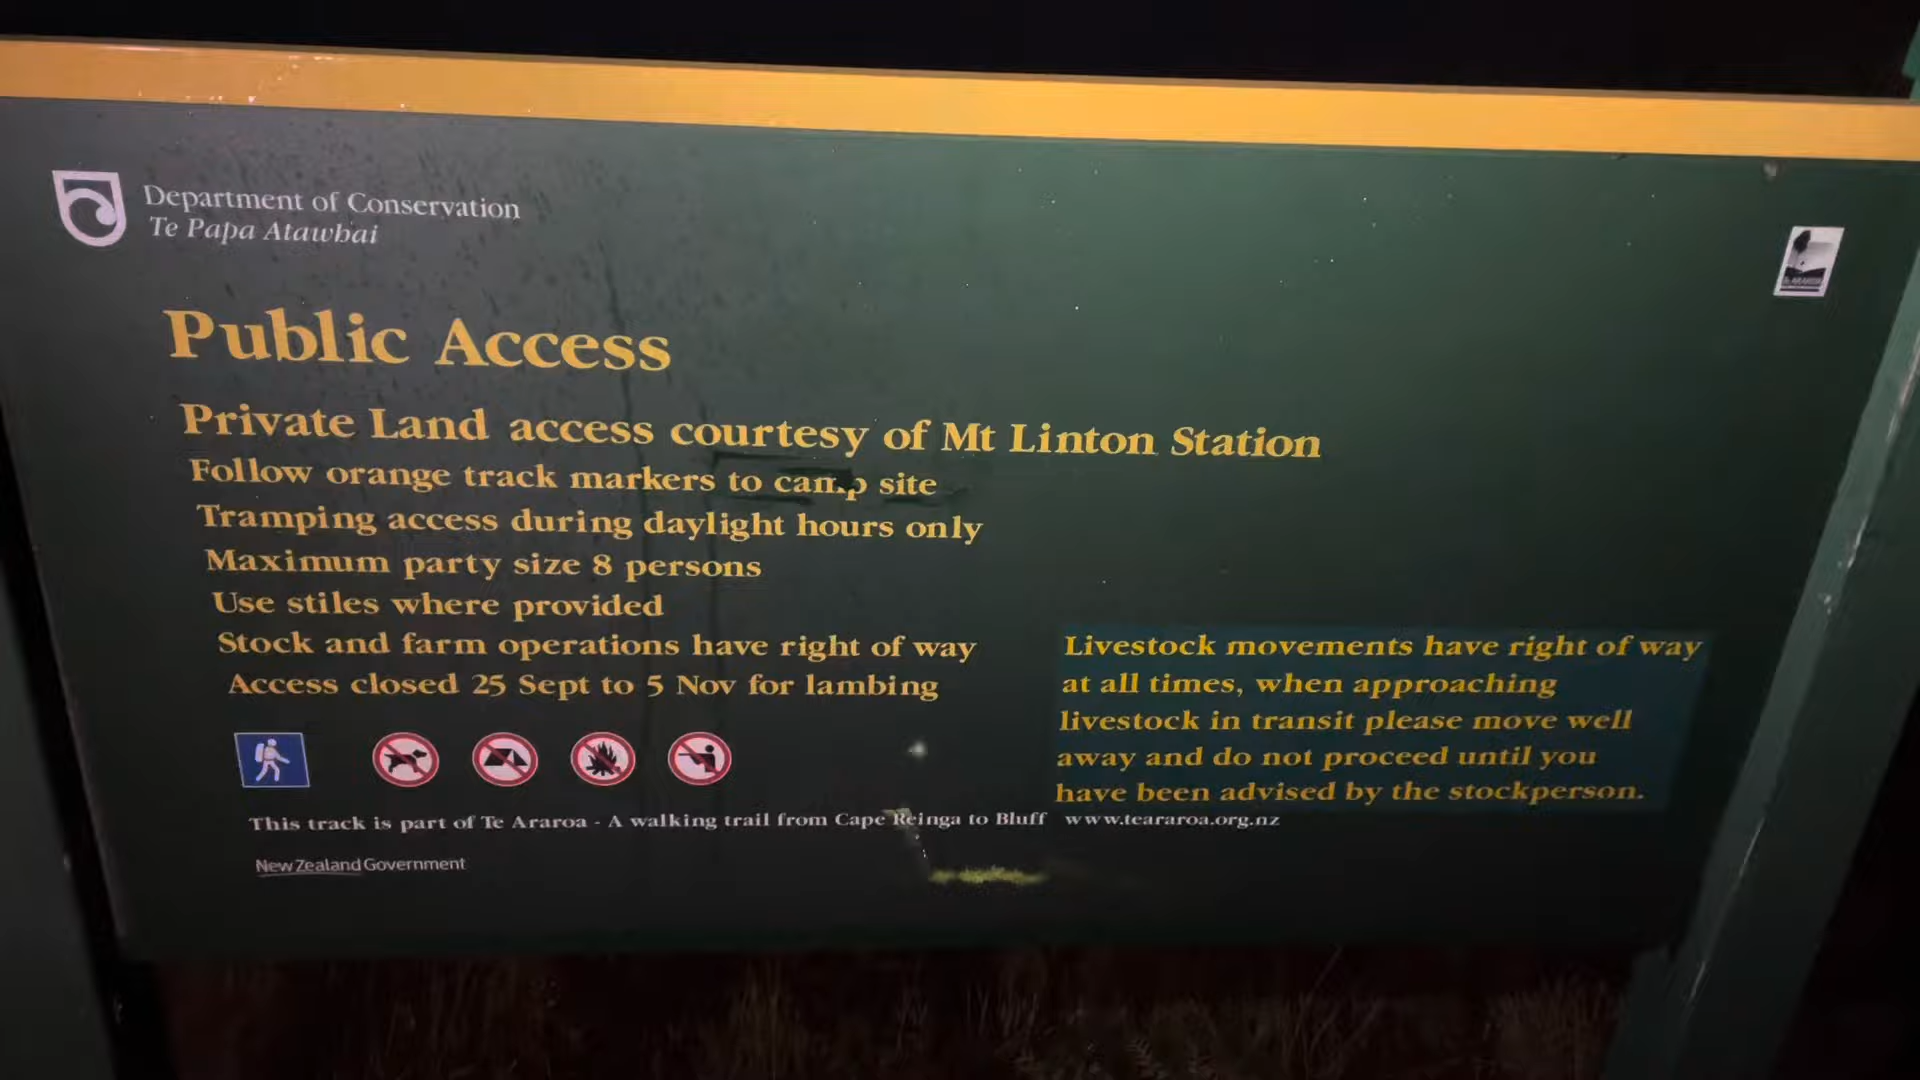 Department of Conservation
Te Papa Atawhai
Public Access
Private Land access courtesy of Mt Linton Station
Follow orange track markers to camp site
Tramping access during daylight hours only
Maximum party size 8 persons
Use stiles where provided
Stock and farm operations have right of way
Access closed 25 Sept to 5 Nov for lambing
Livestock movements have right of way
at all times, when approaching
livestock in transit please move well
away and do not proceed until you
have been advised by the stockperson.
This track is part of Te Araroa - A walking trail from Cape Reinga to Bluff www.teararoa.org.nz
New Zealand Government